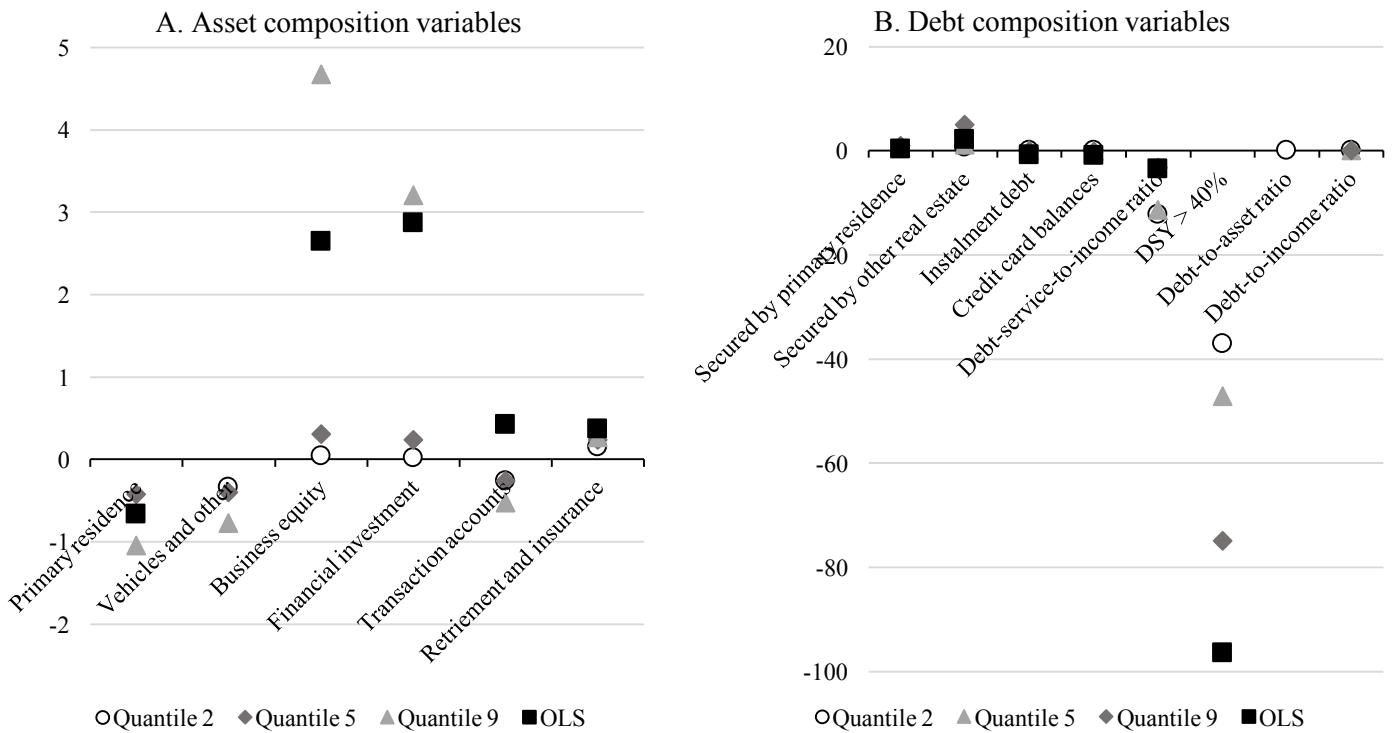 A. Asset composition variables
5
4
3
2
1
0
-1
-2
Primary residence
Vehicles and other
Business equity
Financial investment
Transaction accounts
Retriement and insurance
Quantile 2
Quantile 5
Quantile 9
OLS
B. Debt composition variables
20
0
-20
-40
-60
-80
-100
Secured by primary residence
Secured by other real estate
Instalment debt
Credit card balances
Debt-service-to-income ratio
DSY > 40%
Debt-to-asset ratio
Debt-to-income ratio
Quantile 2
Quantile 5
Quantile 9
OLS